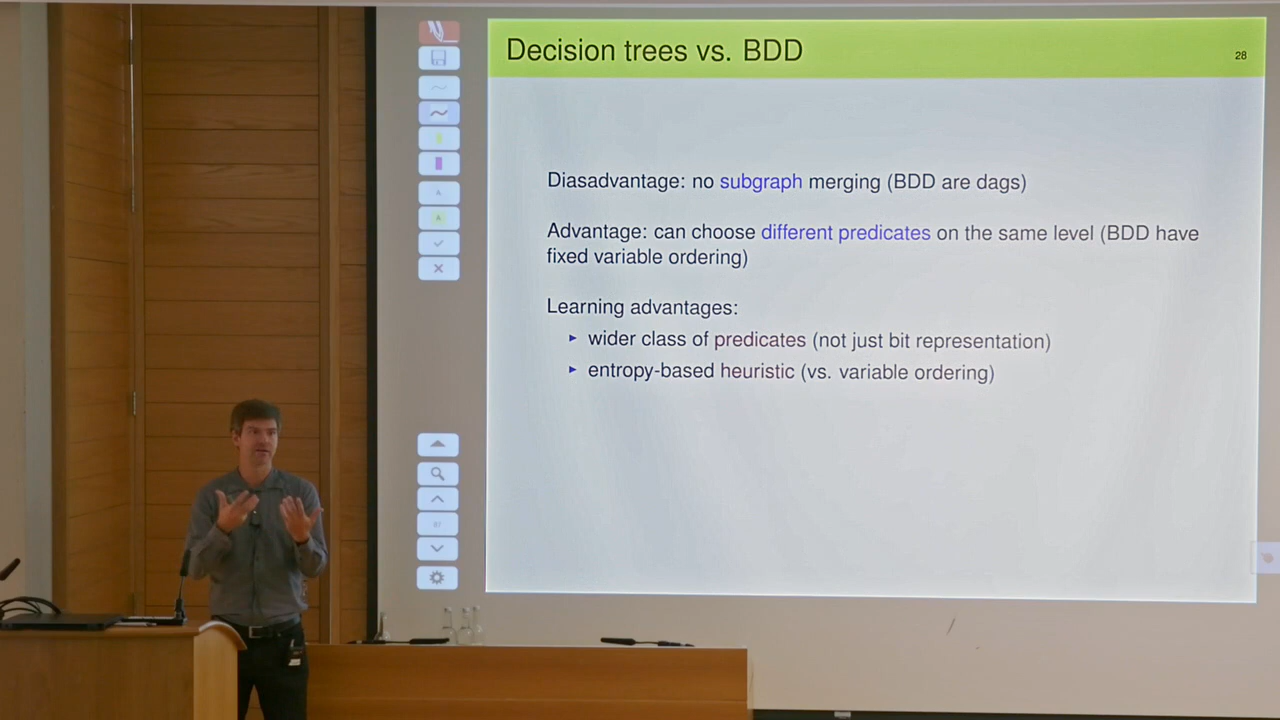 Decision trees vs. BDD
28
Diasadvantage: no subgraph merging (BDD are dags)
Advantage: can choose different predicates on the same level (BDD have
fixed variable ordering)
Learning advantages:
wider class of predicates (not just bit representation)
entropy-based heuristic (vs. variable ordering)